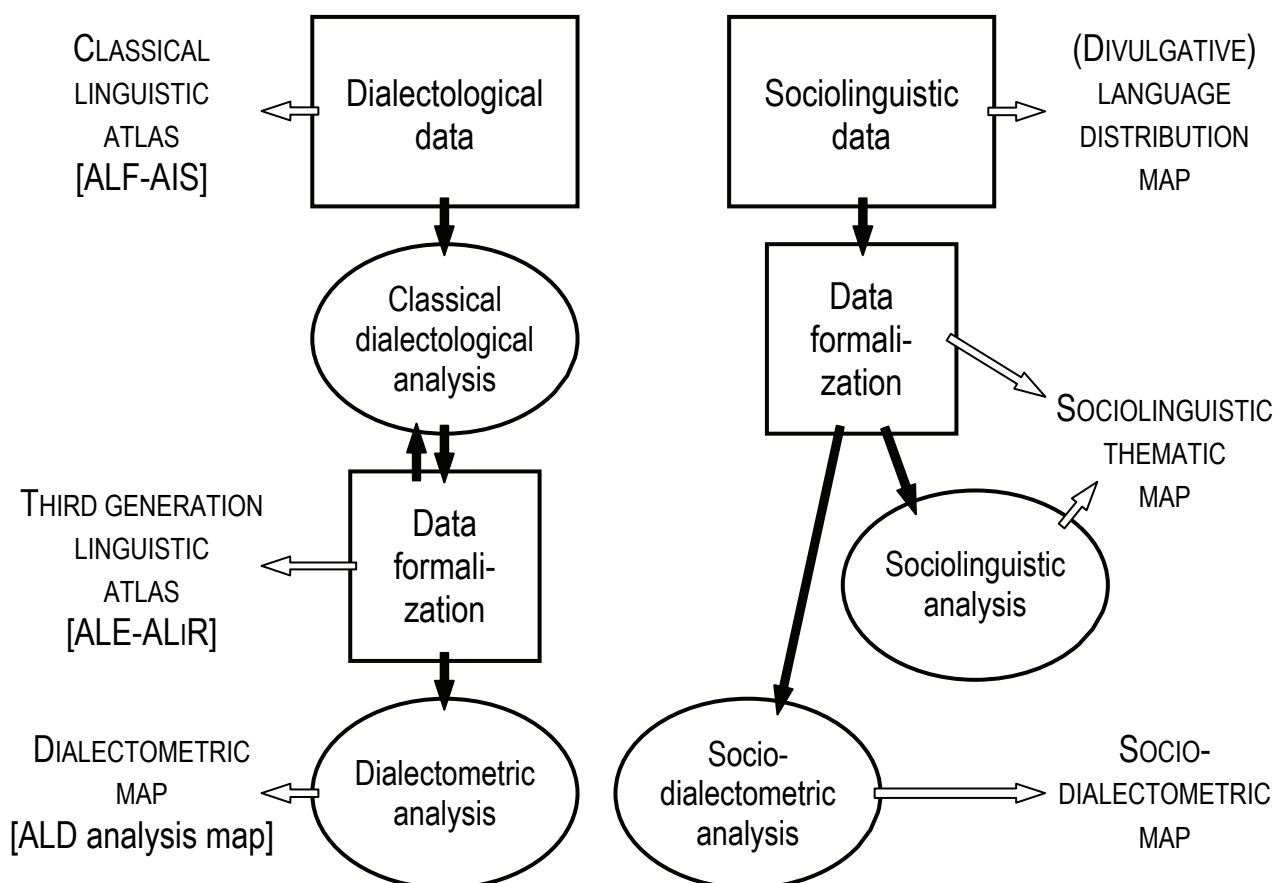 CLASSICAL
LINGUISTIC
ATLAS
[ALF-AIS]
Dialectological
data
Sociolinguistic
data
(DIVULGATIVE)
LANGUAGE
DISTRIBUTION
MAP
Classical
dialectological
analysis
Data
formali-
zation
SOCIOLINGUISTIC
THEMATIC
MAP
THIRD GENERATION
LINGUISTIC
ATLAS
[ALE-ALiR]
Data
formali-
zation
Sociolinguistic
analysis
DIALECTOMETRIC
MAP
[ALD analysis map]
Dialectometric
analysis
Socio-
dialectometric
analysis
SOCIO-
DIALECTOMETRIC
MAP